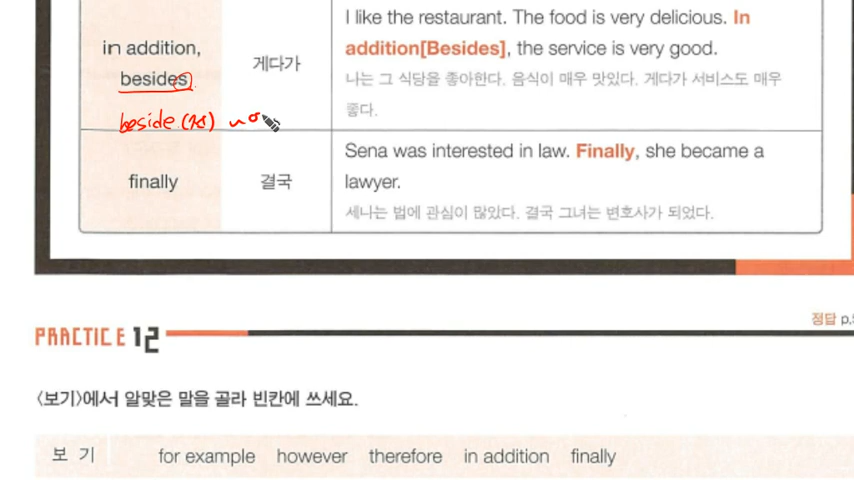 I like the restaurant. The food is very delicious. In
in addition,
besides
게다가
addition[Besides], the service is very good.
나는 그 식당을 좋아한다. 음식이 매우 맛있다. 게다가 서비스도 매우
좋다.
beside (전)
finally
결국
Sena was interested in law. Finally, she became a
lawyer.
세나는 법에 관심이 많았다. 결국 그녀는 변호사가 되었다.
PRACTICE 12
정답 p.
<보기>에서 알맞은 말을 골라 빈칸에 쓰세요.
보 기 for example however therefore in addition finally